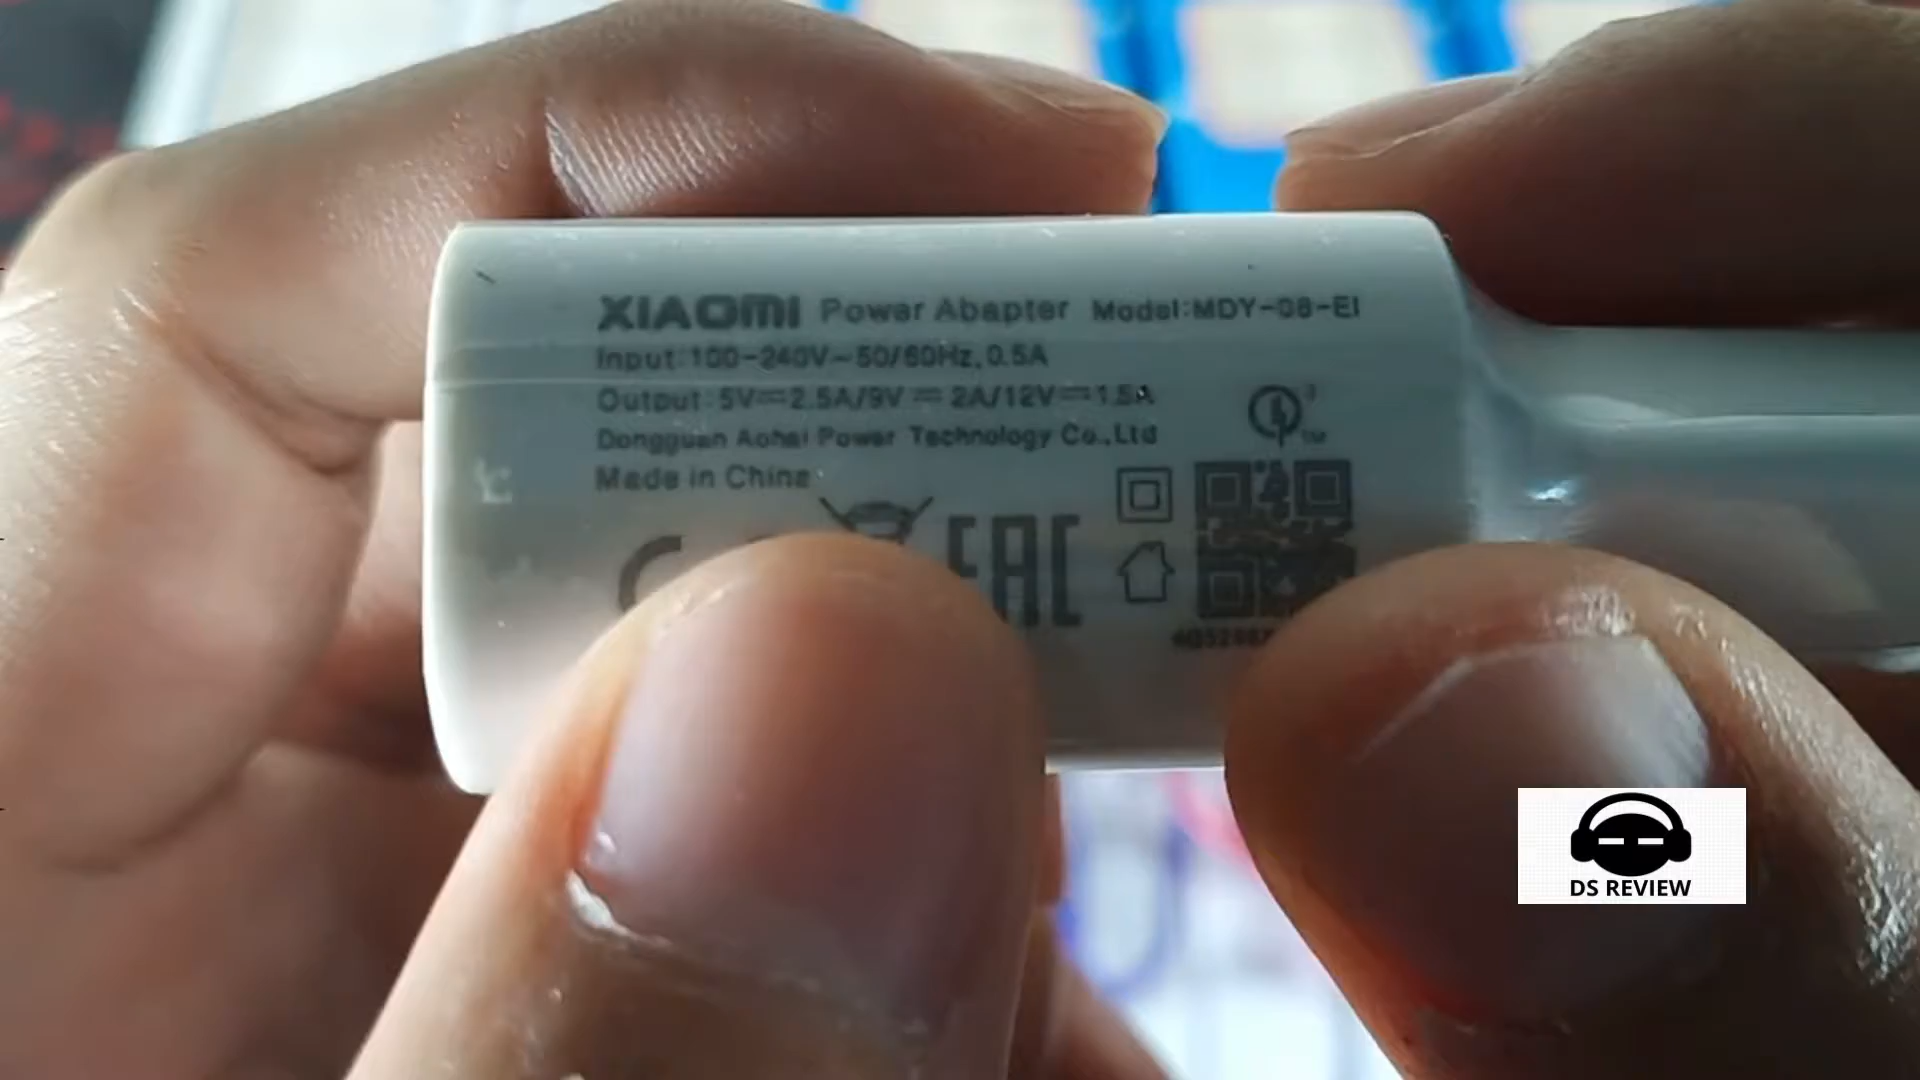 XIAOMI Power Abapter Model:MDY-08-EI
Input:100-240V~50/60Hz,0.5A
Output:5V⎓2.5A/9V⎓2A/12V⎓1.5A
Dongguan Aohai Power Technology Co.,Ltd
Made in China
TM
EAC
DS REVIEW